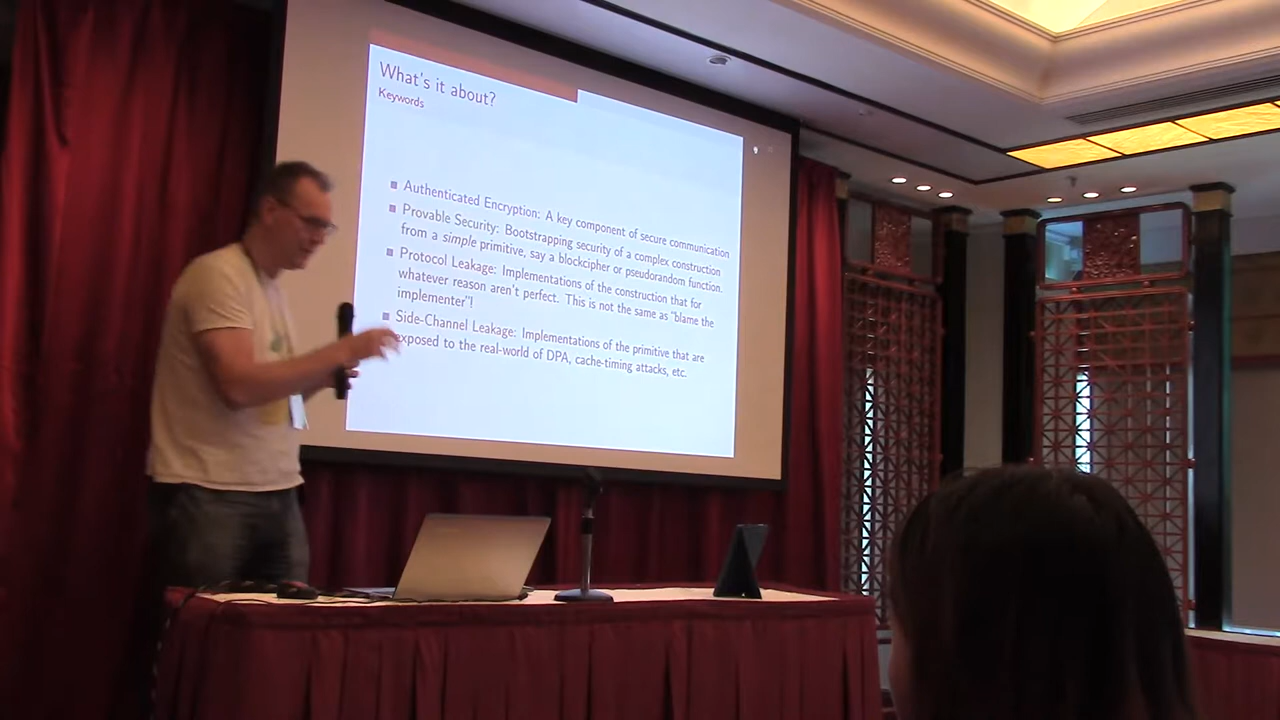 What's it about?
Keywords
■ Authenticated Encryption: A key component of secure communication
■ Provable Security: Bootstrapping security of a complex construction
from a simple primitive, say a blockcipher or pseudorandom function.
■ Protocol Leakage: Implementations of the construction that for
whatever reason aren't perfect. This is not the same as "blame the
implementer"!
■ Side-Channel Leakage: Implementations of the primitive that are
exposed to the real-world of DPA, cache-timing attacks, etc.